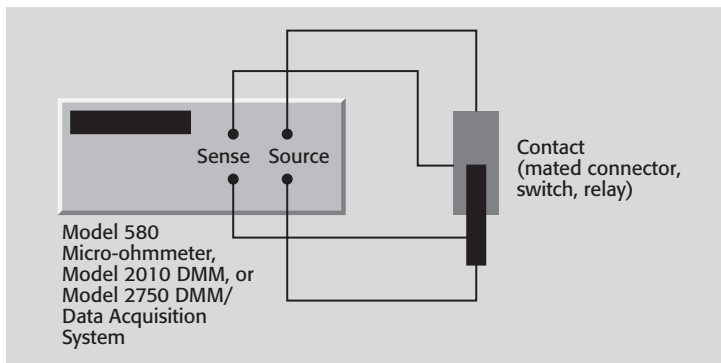 Sense Source
Contact
(mated connector,
switch, relay)
Model 580
Micro-ohmmeter,
Model 2010 DMM, or
Model 2750 DMM/
Data Acquisition
System